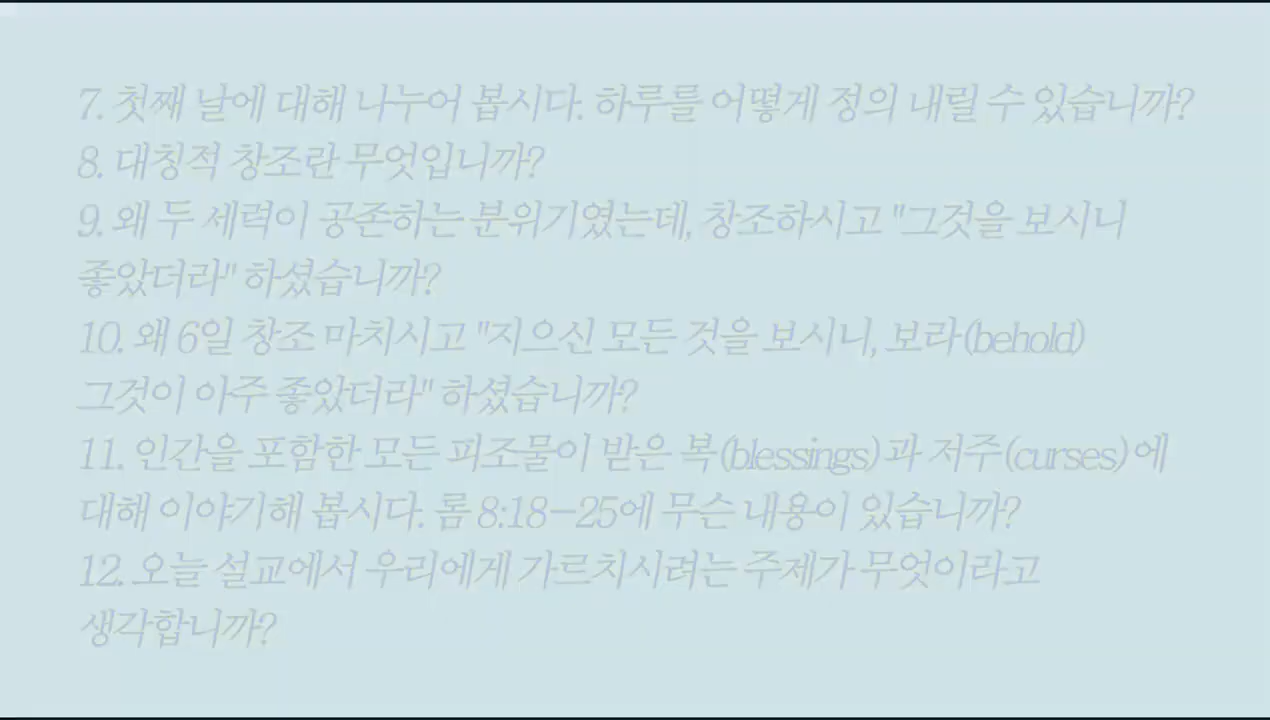 7. 첫째 날에 대해 나누어 봅시다. 하루를 어떻게 정의 내릴 수 있습니까?
8. 대칭적 창조란 무엇입니까?
9. 왜 두 세력이 공존하는 분위기였는데, 창조하시고 "그것을 보시니
좋았더라" 하셨습니까?
10. 왜 6일 창조 마치시고 "지으신 모든 것을 보시니, 보라(behold)
그것이 아주 좋았더라" 하셨습니까?
11. 인간을 포함한 모든 피조물이 받은 복(blessings)과 저주(curses)에
대해 이야기해 봅시다. 롬 8:18-25에 무슨 내용이 있습니까?
12. 오늘 설교에서 우리에게 가르치시려는 주제가 무엇이라고
생각합니까?